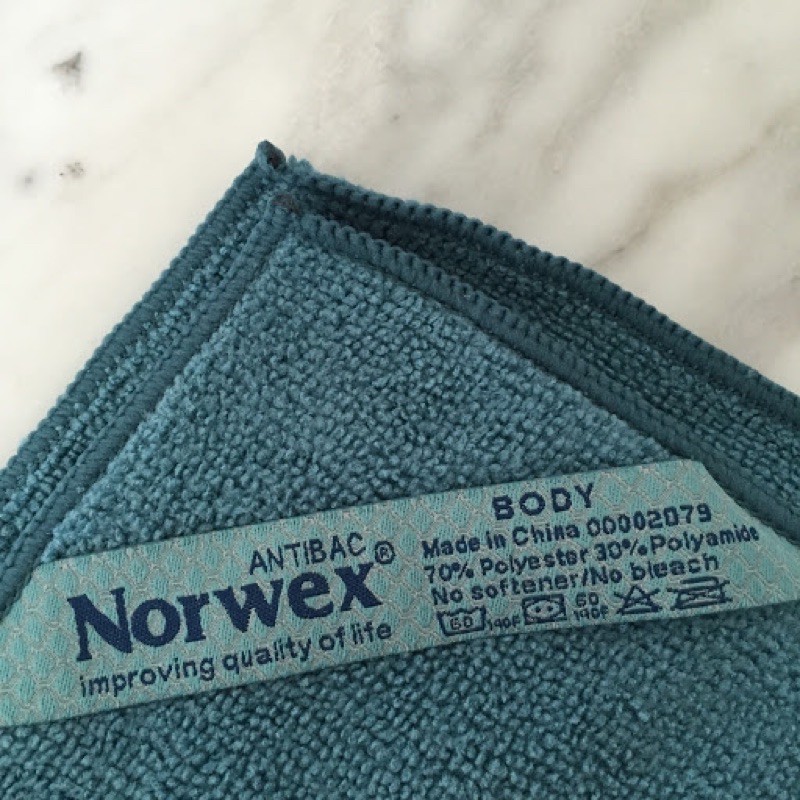 ANTIBAC
Norwex®
improving quality of life
BODY
Made in China 00002079
70% Polyester 30% Polyamide
No softener/No bleach
60 140F 60 140F